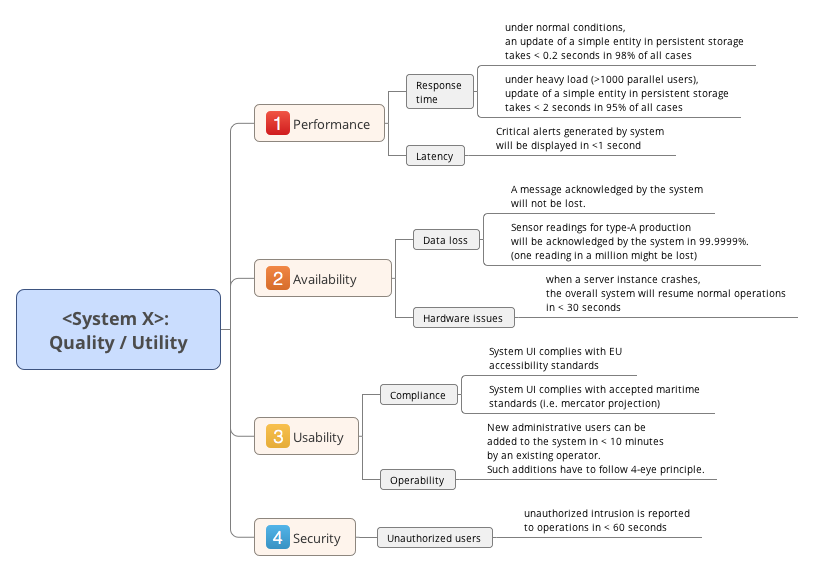 <System X>:
Quality / Utility
1 Performance
Response
time
under normal conditions,
an update of a simple entity in persistent storage
takes < 0.2 seconds in 98% of all cases
under heavy load (>1000 parallel users),
update of a simple entity in persistent storage
takes < 2 seconds in 95% of all cases
Latency
Critical alerts generated by system
will be displayed in <1 second
2 Availability
Data loss
A message acknowledged by the system
will not be lost.
Sensor readings for type-A production
will be acknowledged by the system in 99.9999%.
(one reading in a million might be lost)
Hardware issues
when a server instance crashes,
the overall system will resume normal operations
in < 30 seconds
3 Usability
Compliance
System UI complies with EU
accessibility standards
System UI complies with accepted maritime
standards (i.e. mercator projection)
Operability
New administrative users can be
added to the system in < 10 minutes
by an existing operator.
Such additions have to follow 4-eye principle.
4 Security
Unauthorized users
unauthorized intrusion is reported
to operations in < 60 seconds